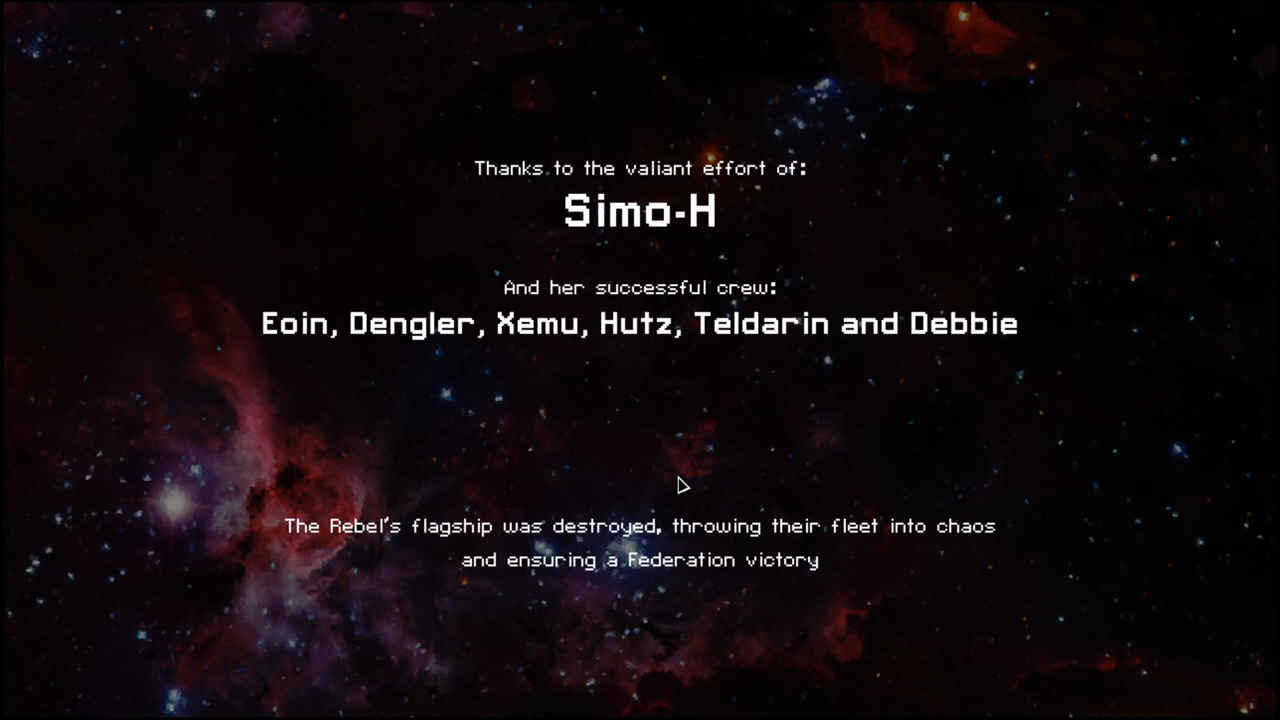 Thanks to the valiant effort of:
Simo-H
And her successful crew:
Eoin, Dengler, Xemu, Hutz, Teldarin and Debbie
The Rebel's flagship was destroyed, throwing their fleet into chaos
and ensuring a Federation victory